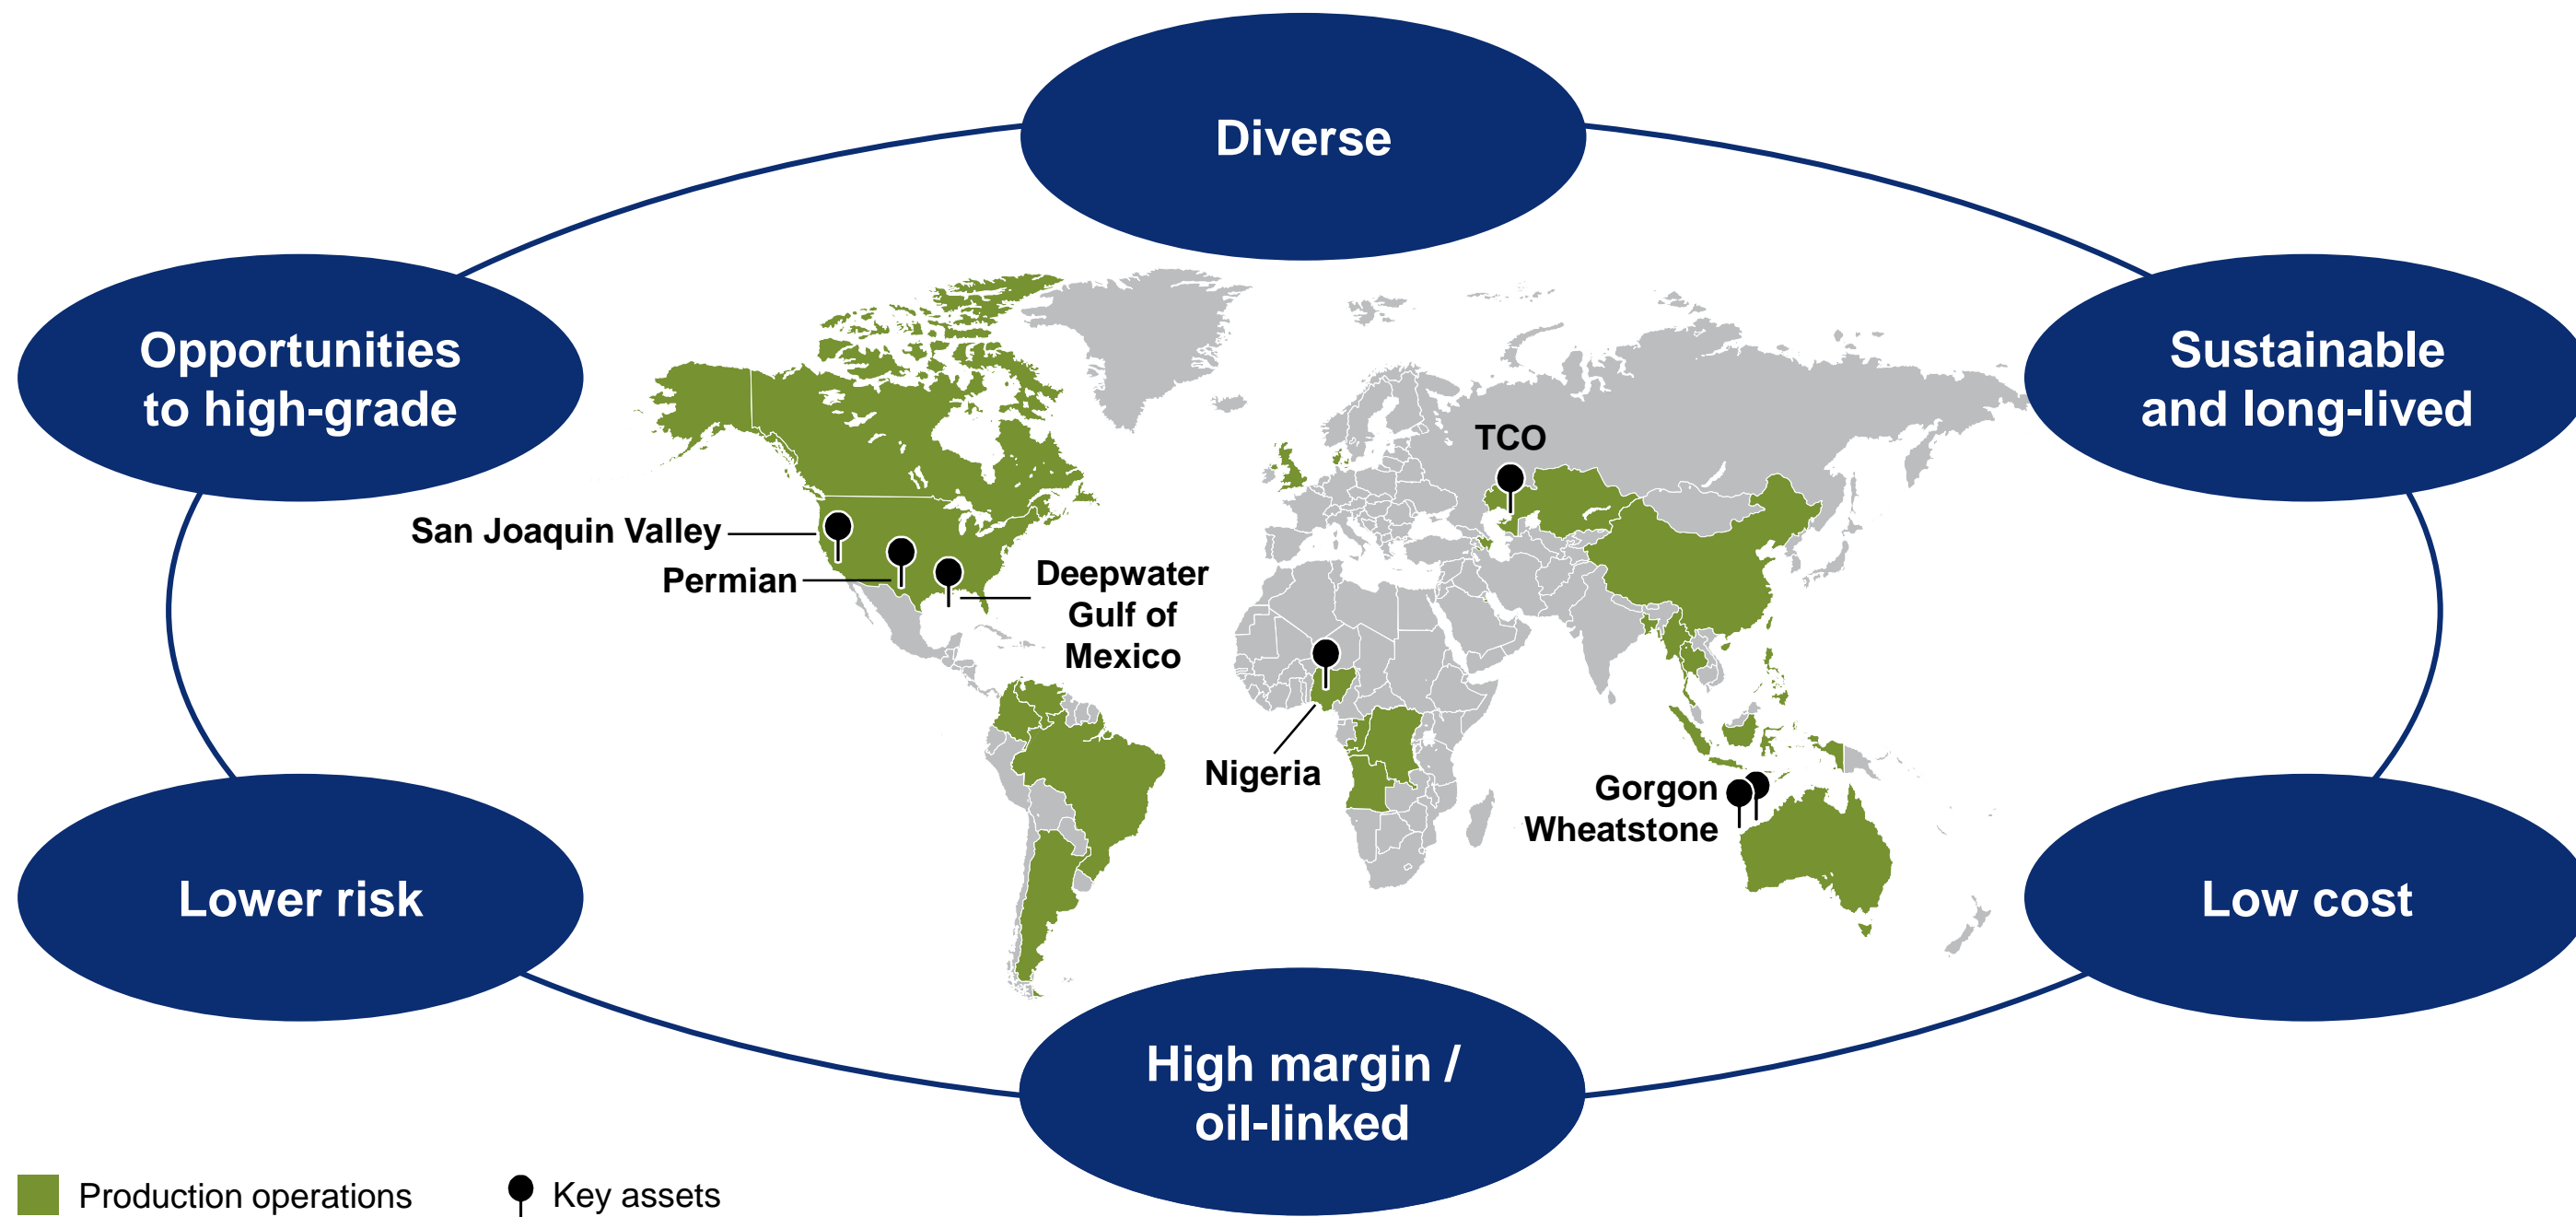 Diverse
Opportunities
to high-grade
Sustainable
and long-lived
TCO
San Joaquin Valley
Permian
Deepwater
Gulf of
Mexico
Nigeria
Gorgon
Wheatstone
Lower risk
Low cost
High margin /
oil-linked
Production operations
Key assets